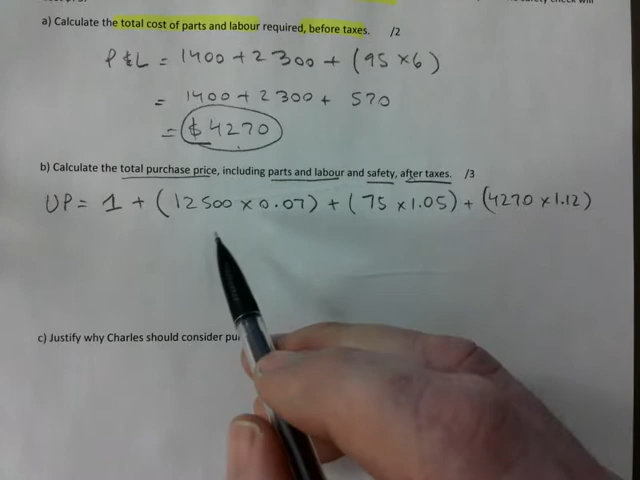 a) Calculate the total cost of parts and labour required, before taxes. /2
P&L = 1400 + 2300 + (95 × 6)
= 1400 + 2300 + 570
= $4270
b) Calculate the total purchase price, including parts and labour and safety, after taxes. /3
UP = 1 + (12500 × 0.07) + (75 × 1.05) + (4270 × 1.12)
c) Justify why Charles should consider pu